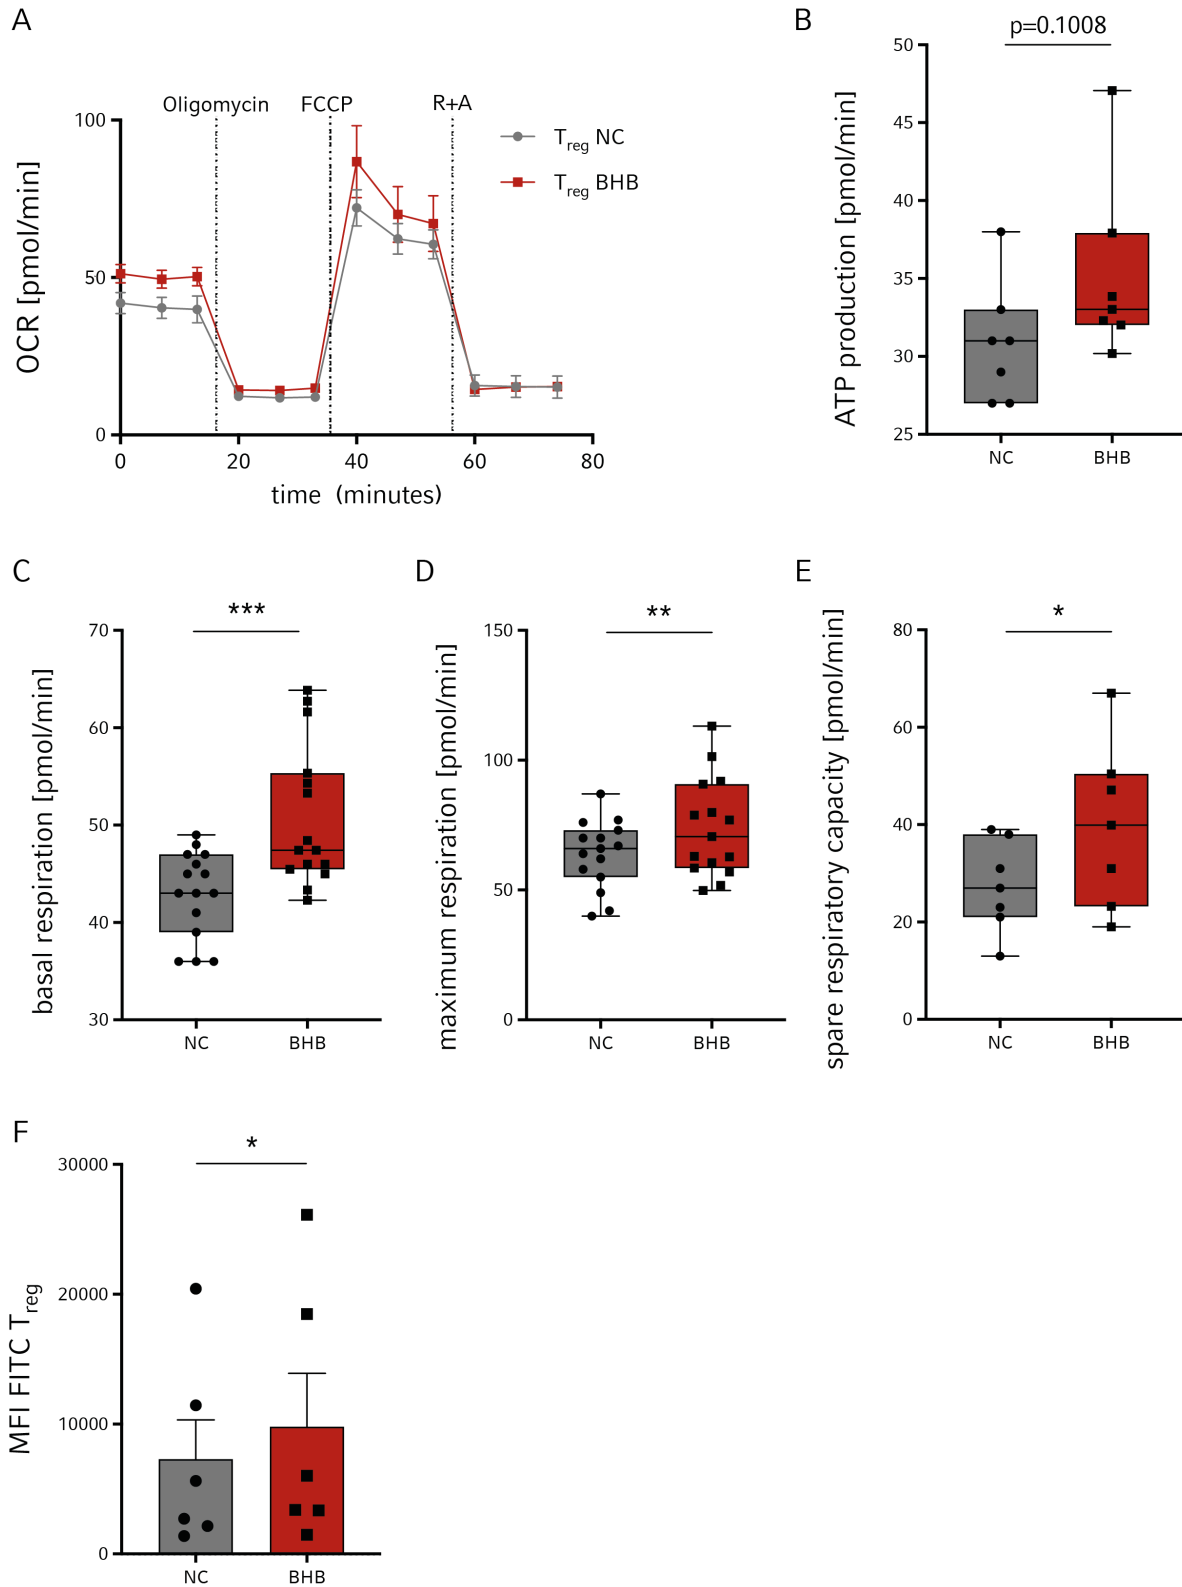 A
Oligomycin FCCP R+A
T_reg NC
T_reg BHB
OCR [pmol/min]
100
50
0
0 20 40 60 80
time (minutes)
B
p=0.1008
ATP production [pmol/min]
50
45
40
35
30
25
NC BHB
C
***
basal respiration [pmol/min]
70
60
50
40
30
NC BHB
D
**
maximum respiration [pmol/min]
150
100
50
0
NC BHB
E
*
spare respiratory capacity [pmol/min]
80
60
40
20
0
NC BHB
F
*
MFI FITC T_reg
30000
20000
10000
0
NC BHB